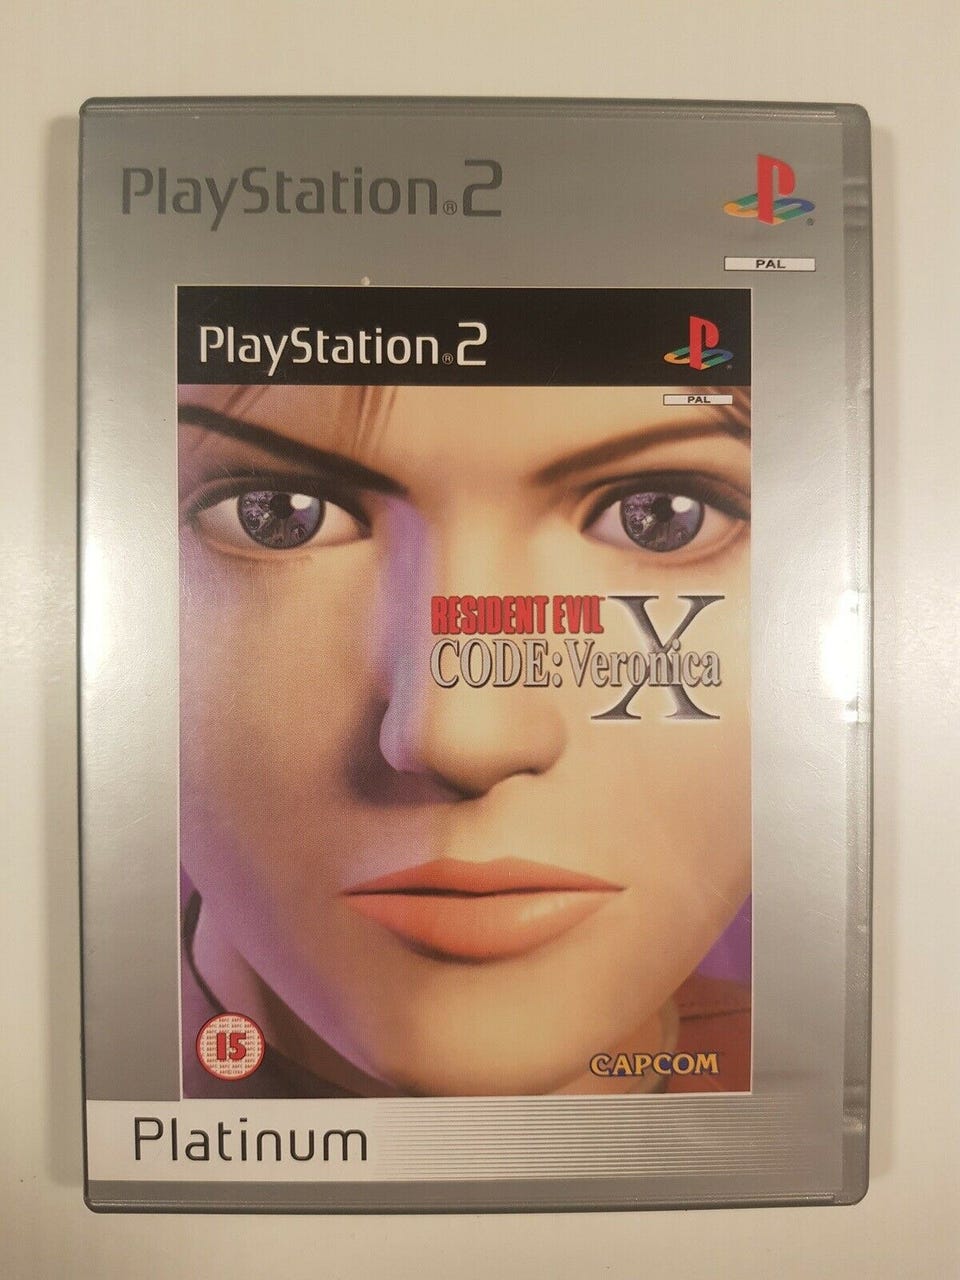 PlayStation®2
PAL
PlayStation®2
PAL
RESIDENT EVIL
CODE:Veronica
X
15
CAPCOM
Platinum